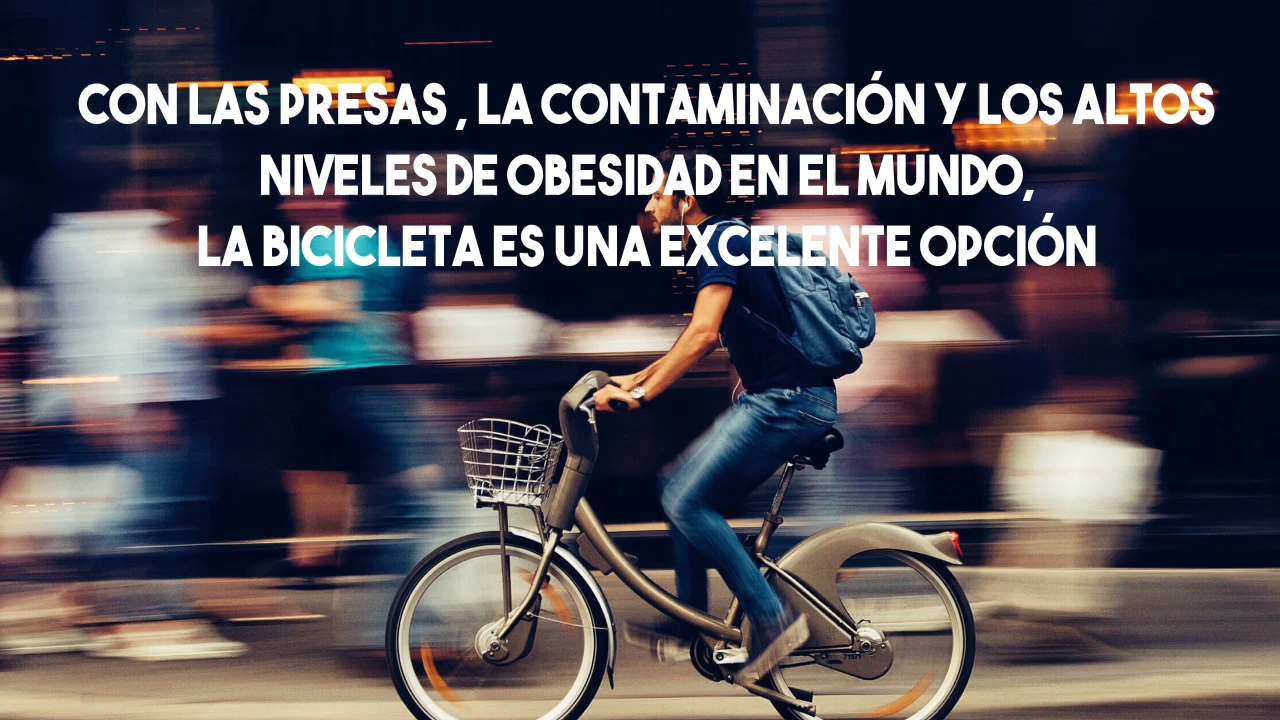 CON LAS PRESAS , LA CONTAMINACIÓN Y LOS ALTOS
NIVELES DE OBESIDAD EN EL MUNDO,
LA BICICLETA ES UNA EXCELENTE OPCIÓN